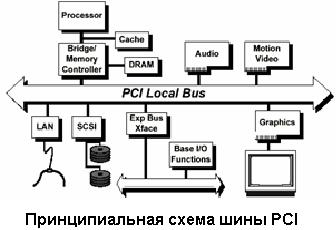 Processor
Cache
Bridge/
Memory
Controller
DRAM
Audio
Motion
Video
PCI Local Bus
LAN
SCSI
Exp Bus
Xface
Base I/O
Functions
Graphics
Принципиальная схема шины PCI